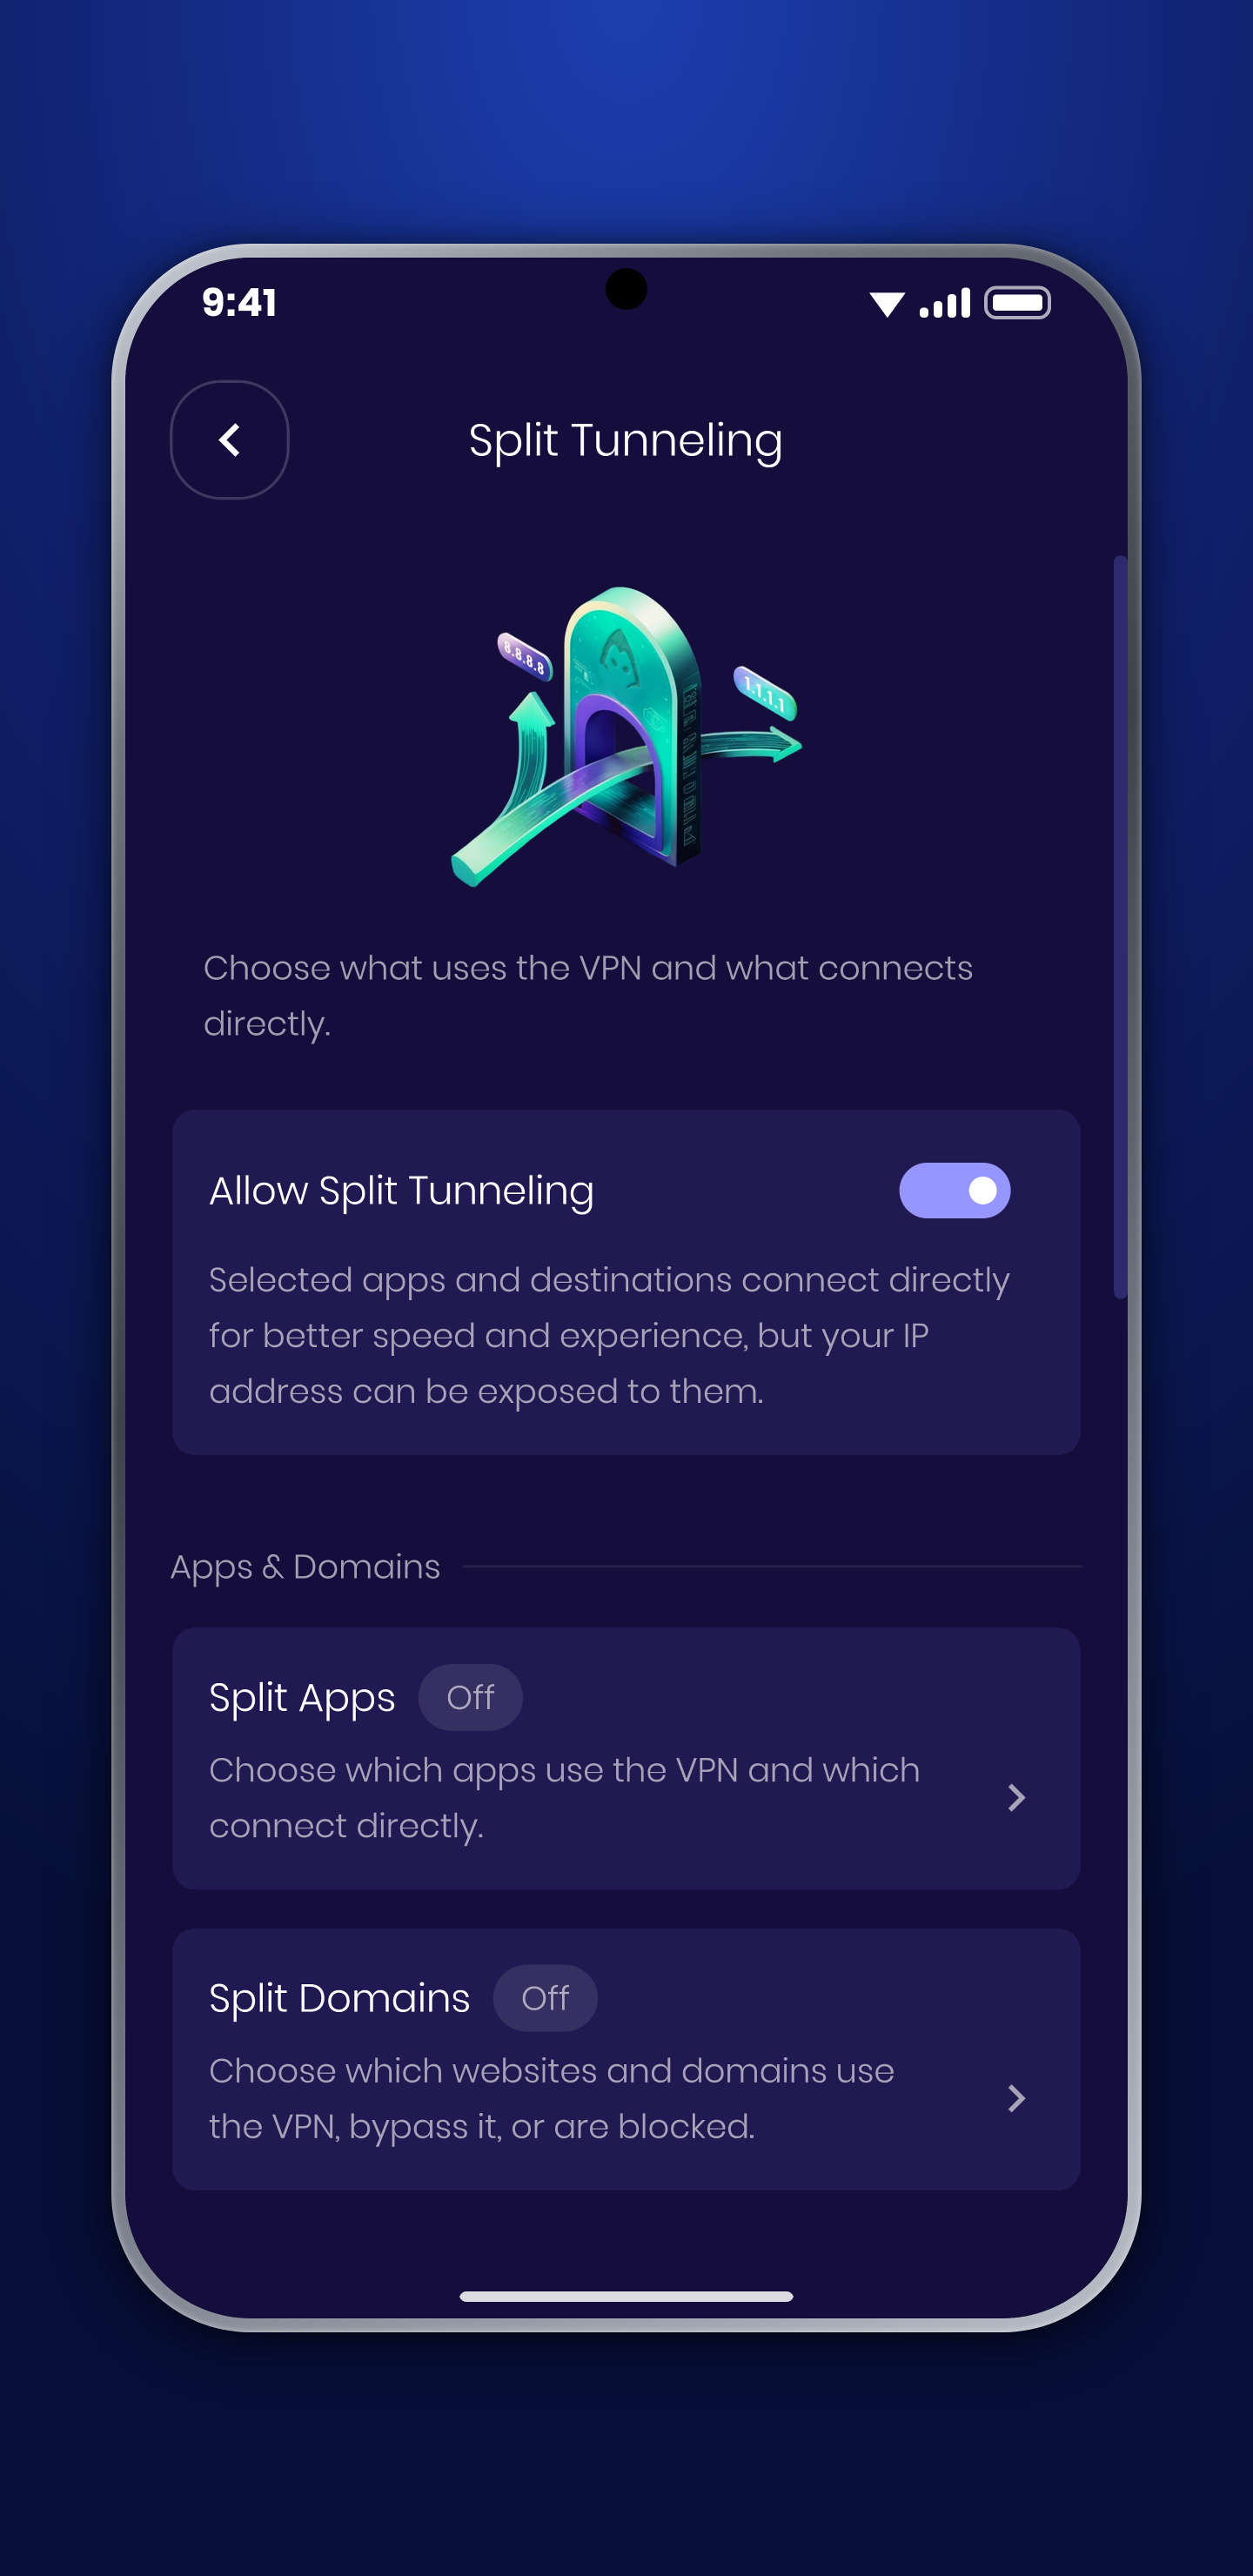 9:41
Split Tunneling
8.8.8.8
1.1.1.1
Choose what uses the VPN and what connects
directly.
Allow Split Tunneling
Selected apps and destinations connect directly
for better speed and experience, but your IP
address can be exposed to them.
Apps & Domains
Split Apps Off
Choose which apps use the VPN and which
connect directly.
Split Domains Off
Choose which websites and domains use
the VPN, bypass it, or are blocked.